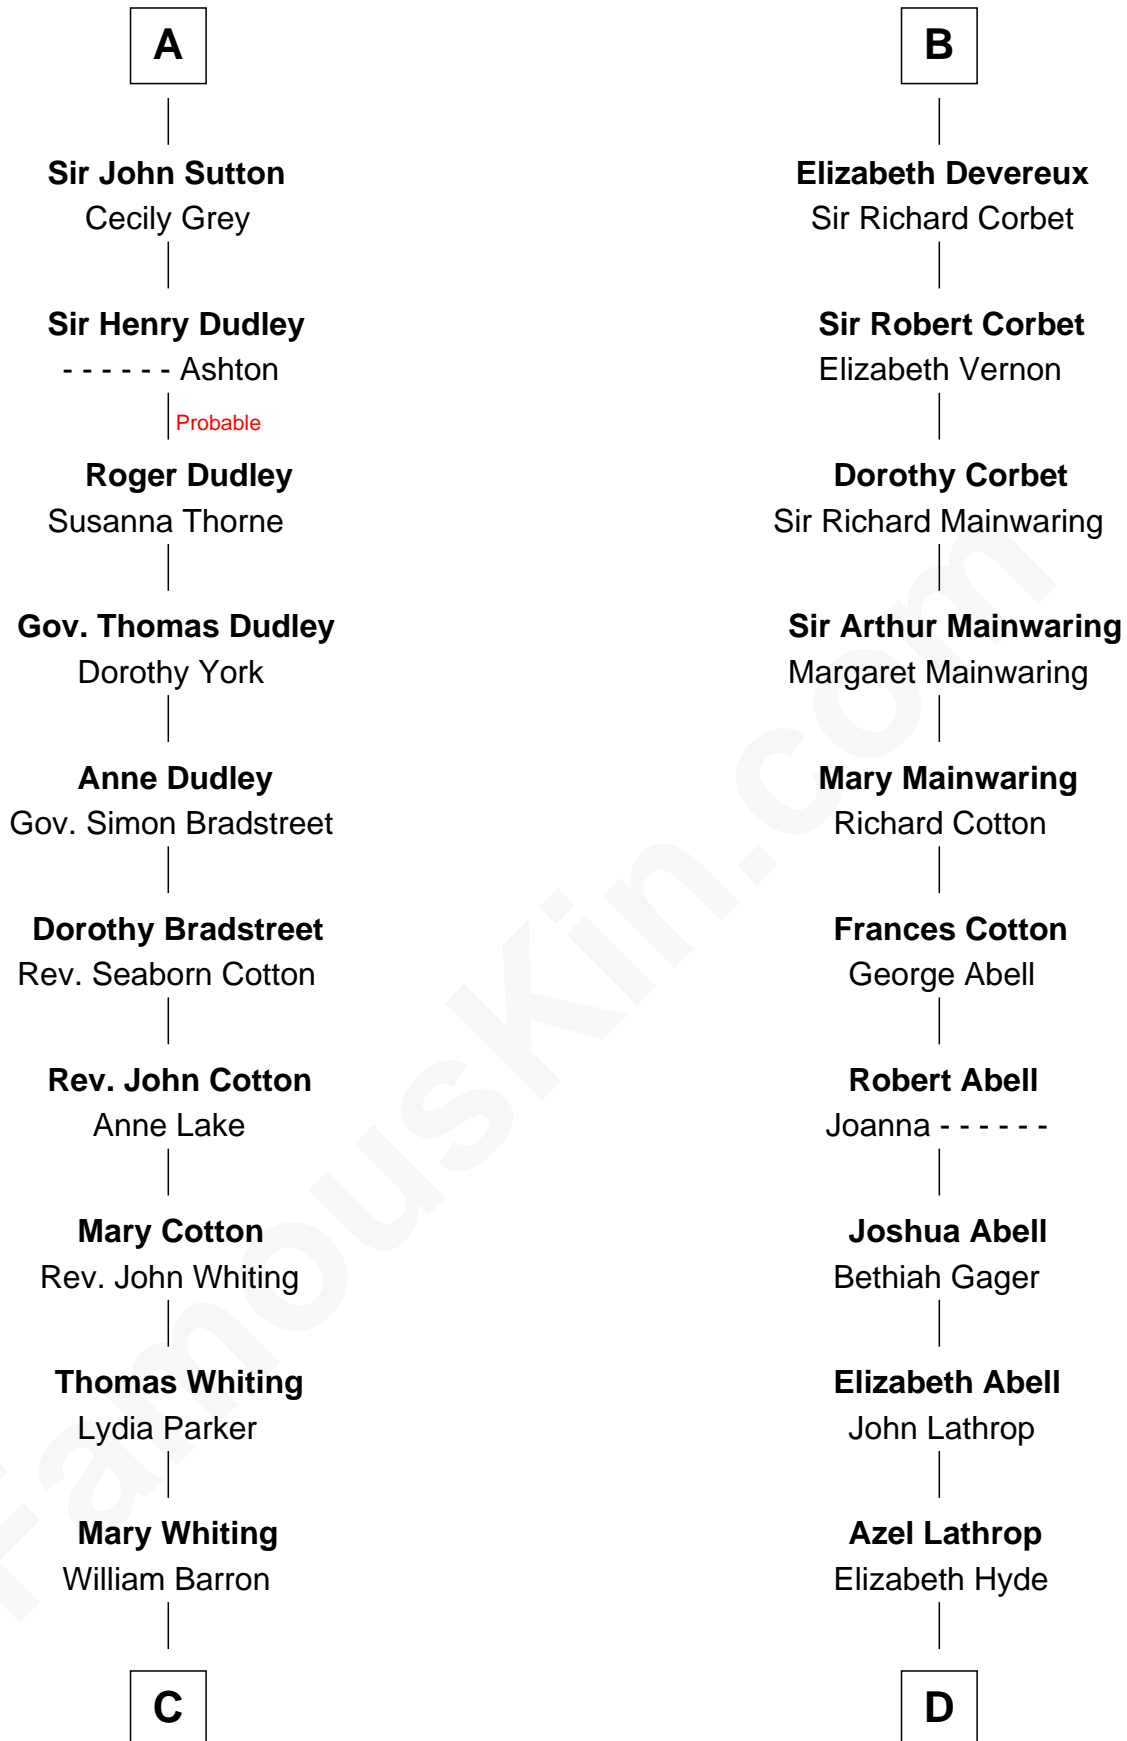 A
Sir John Sutton
Cecily Grey
Sir Henry Dudley
- - - - - - Ashton
Probable
Roger Dudley
Susanna Thorne
Gov. Thomas Dudley
Dorothy York
Anne Dudley
Gov. Simon Bradstreet
Dorothy Bradstreet
Rev. Seaborn Cotton
Rev. John Cotton
Anne Lake
Mary Cotton
Rev. John Whiting
Thomas Whiting
Lydia Parker
Mary Whiting
William Barron
C
B
Elizabeth Devereux
Sir Richard Corbet
Sir Robert Corbet
Elizabeth Vernon
Dorothy Corbet
Sir Richard Mainwaring
Sir Arthur Mainwaring
Margaret Mainwaring
Mary Mainwaring
Richard Cotton
Frances Cotton
George Abell
Robert Abell
Joanna - - - - - -
Joshua Abell
Bethiah Gager
Elizabeth Abell
John Lathrop
Azel Lathrop
Elizabeth Hyde
D
FamousKin.com